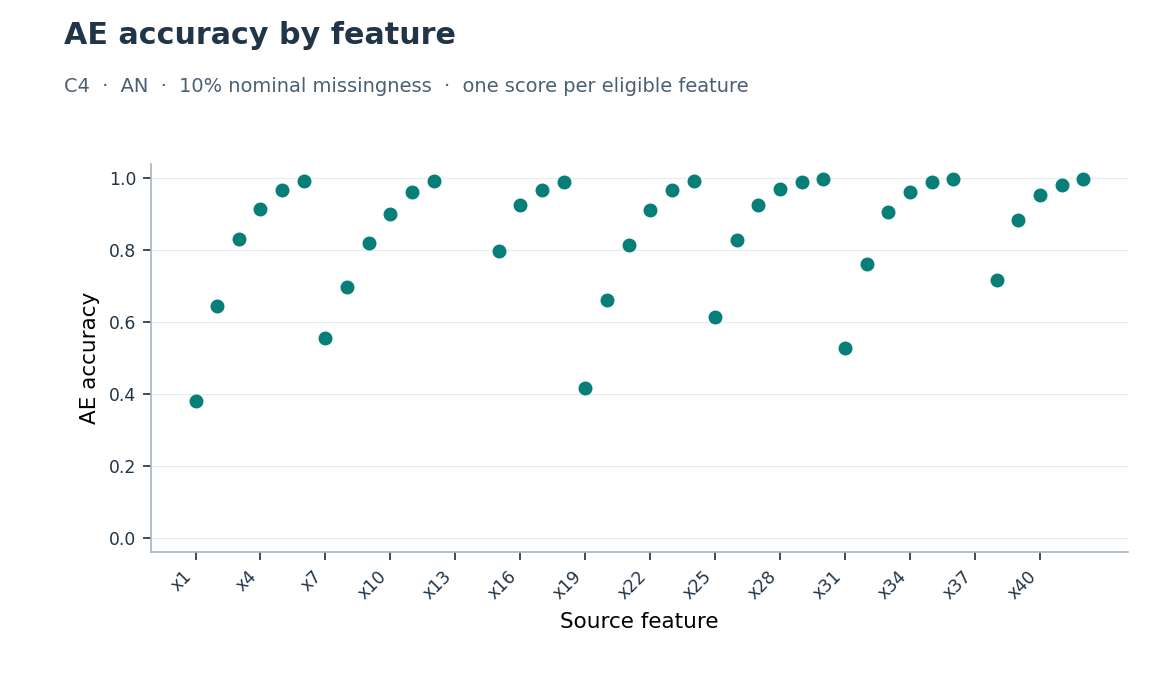 AE accuracy by feature
C4 · AN · 10% nominal missingness · one score per eligible feature
1.0
0.8
0.6
0.4
0.2
0.0
AE accuracy
x1 x4 x7 x10 x13 x16 x19 x22 x25 x28 x31 x34 x37 x40
Source feature